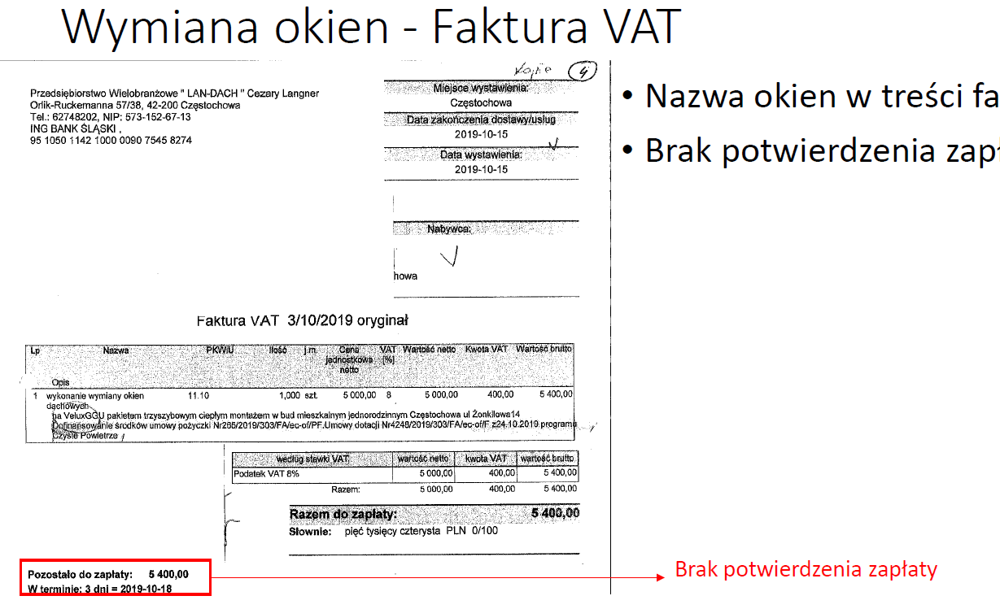 Wymiana okien - Faktura VAT
4
Przedsiębiorstwo Wielobranżowe " LAN-DACH " Cezary Langner
Orlik-Ruckemanna 57/38, 42-200 Częstochowa
Tel.: 62748202, NIP: 573-152-67-13
ING BANK ŚLĄSKI ,
95 1050 1142 1000 0090 7545 8274
Miejsce wystawienia:
Częstochowa
Data zakończenia dostawy/usług
2019-10-15
Data wystawienia:
2019-10-15
Nabywca:
howa
Faktura VAT 3/10/2019 oryginał
Lp Nazwa PKWiU Ilość j.m. Cena jednostkowa netto VAT [%] Wartość netto Kwota VAT Wartość brutto
Opis
1 wykonanie wymiany okien 11.10 1,000 szt. 5 000,00 8 5 000,00 400,00 5 400,00
dachowych
na VeluxGGU pakietem trzyszybowym ciepłym montażem w bud mieszkalnym jednorodzinnym Częstochowa ul Żonkilowa14
Dofinansowanie środków umowy pożyczki Nr265/2019/303/FA/ec-of/PF.Umowy dotacji Nr4248/2019/303/FA/ec-of/F z24.10.2019 programu
Czyste Powietrze
według stawki VAT wartość netto kwota VAT wartość brutto
Podatek VAT 8% 5 000,00 400,00 5 400,00
Razem: 5 000,00 400,00 5 400,00
Razem do zapłaty: 5 400,00
Słownie: pięć tysięcy czterysta PLN 0/100
Pozostało do zapłaty: 5 400,00
W terminie: 3 dni = 2019-10-18
Brak potwierdzenia zapłaty
• Nazwa okien w treści fa
• Brak potwierdzenia zapł